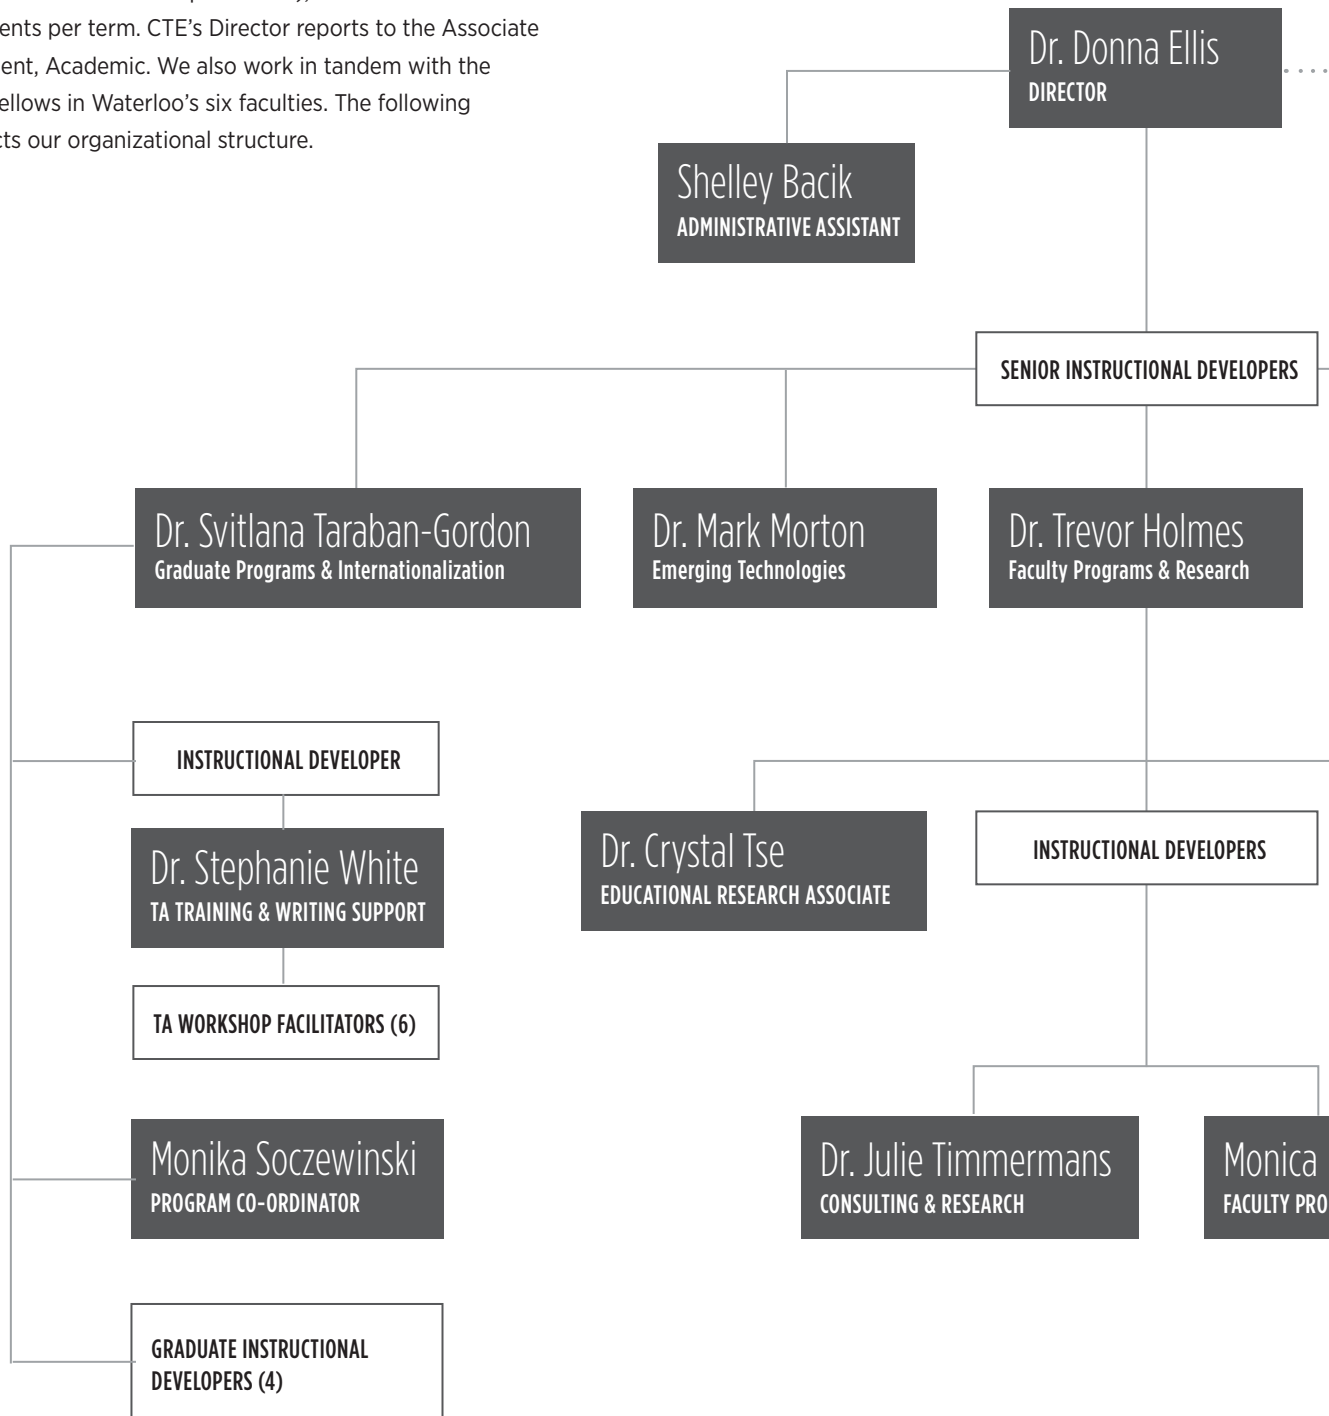 ents per term. CTE’s Director reports to the Associate
ent, Academic. We also work in tandem with the
ellows in Waterloo’s six faculties. The following
cts our organizational structure.
Dr. Donna Ellis
DIRECTOR
Shelley Bacik
ADMINISTRATIVE ASSISTANT
SENIOR INSTRUCTIONAL DEVELOPERS
Dr. Svitlana Taraban-Gordon
Graduate Programs & Internationalization
Dr. Mark Morton
Emerging Technologies
Dr. Trevor Holmes
Faculty Programs & Research
INSTRUCTIONAL DEVELOPER
Dr. Stephanie White
TA TRAINING & WRITING SUPPORT
TA WORKSHOP FACILITATORS (6)
Monika Soczewinski
PROGRAM CO-ORDINATOR
GRADUATE INSTRUCTIONAL
DEVELOPERS (4)
Dr. Crystal Tse
EDUCATIONAL RESEARCH ASSOCIATE
INSTRUCTIONAL DEVELOPERS
Dr. Julie Timmermans
CONSULTING & RESEARCH
Monica
FACULTY PRO